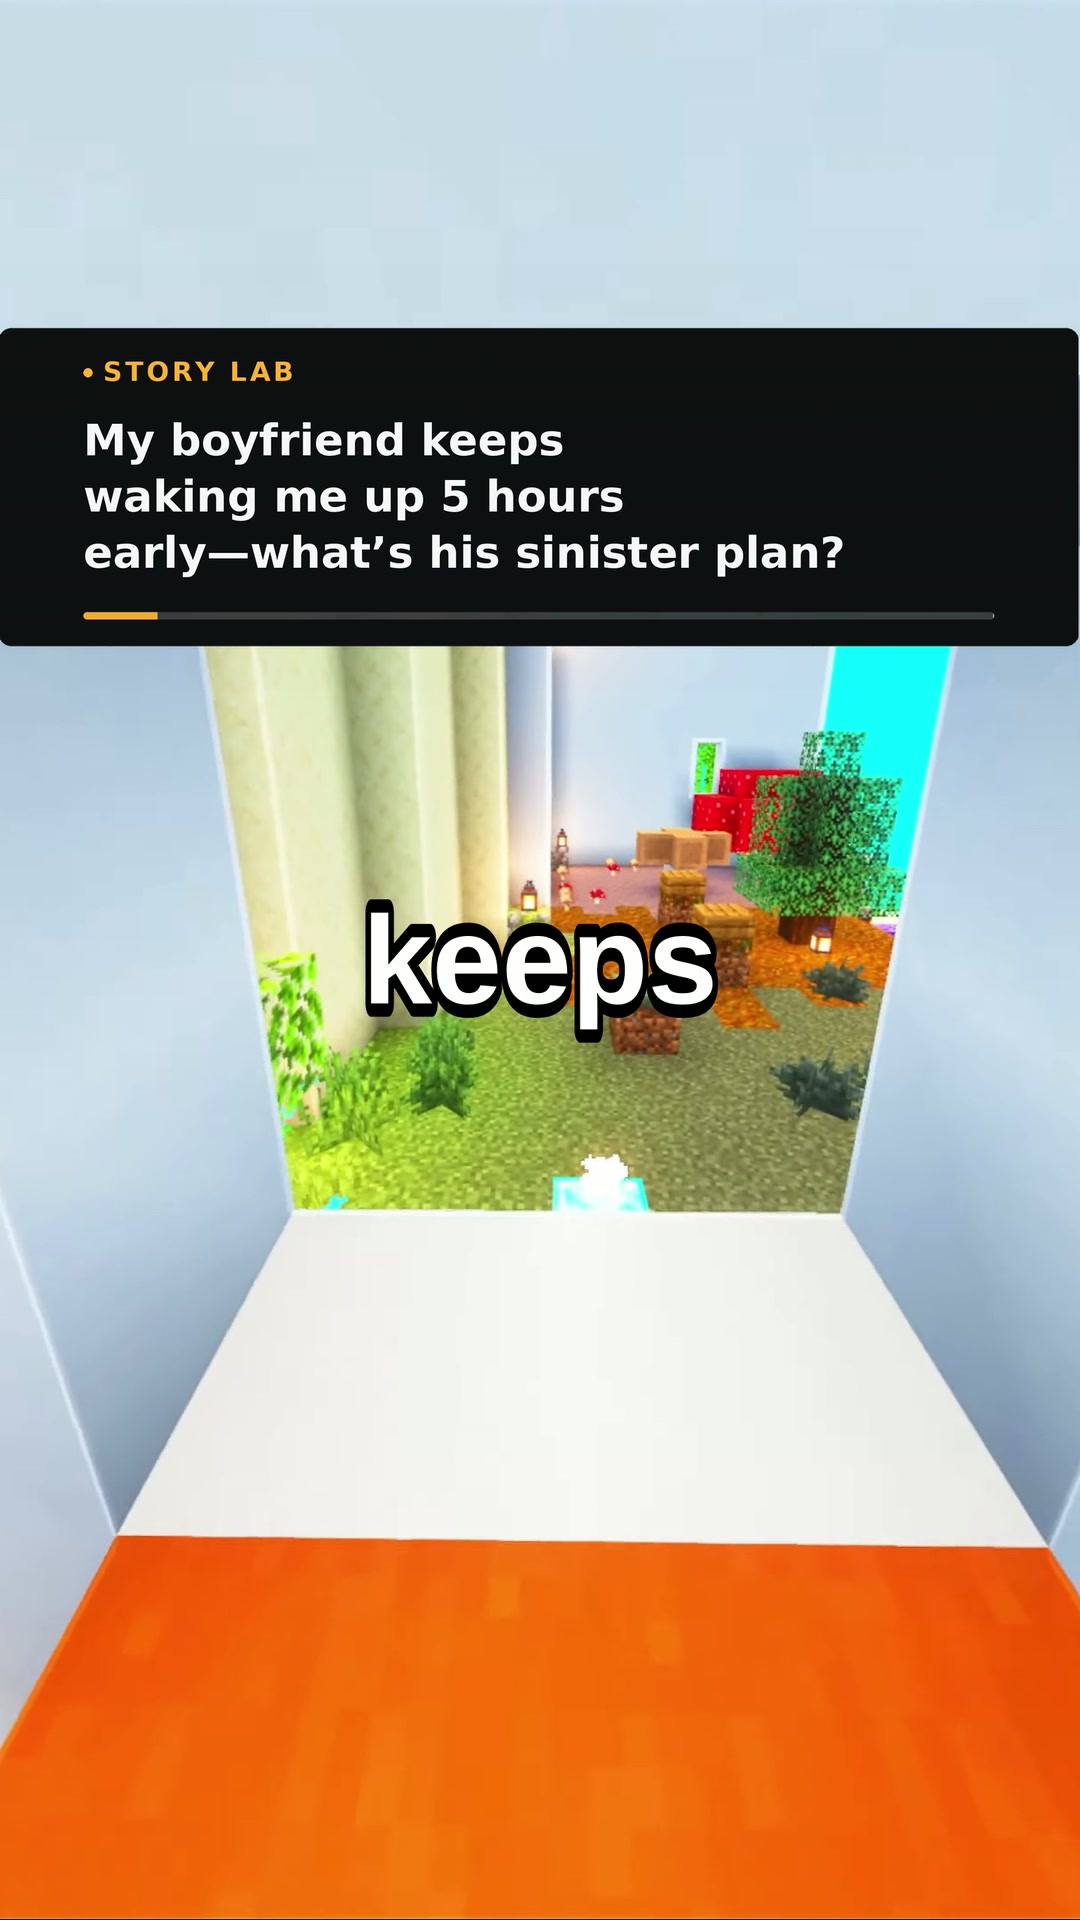 • STORY LAB
My boyfriend keeps
waking me up 5 hours
early—what’s his sinister plan?
keeps